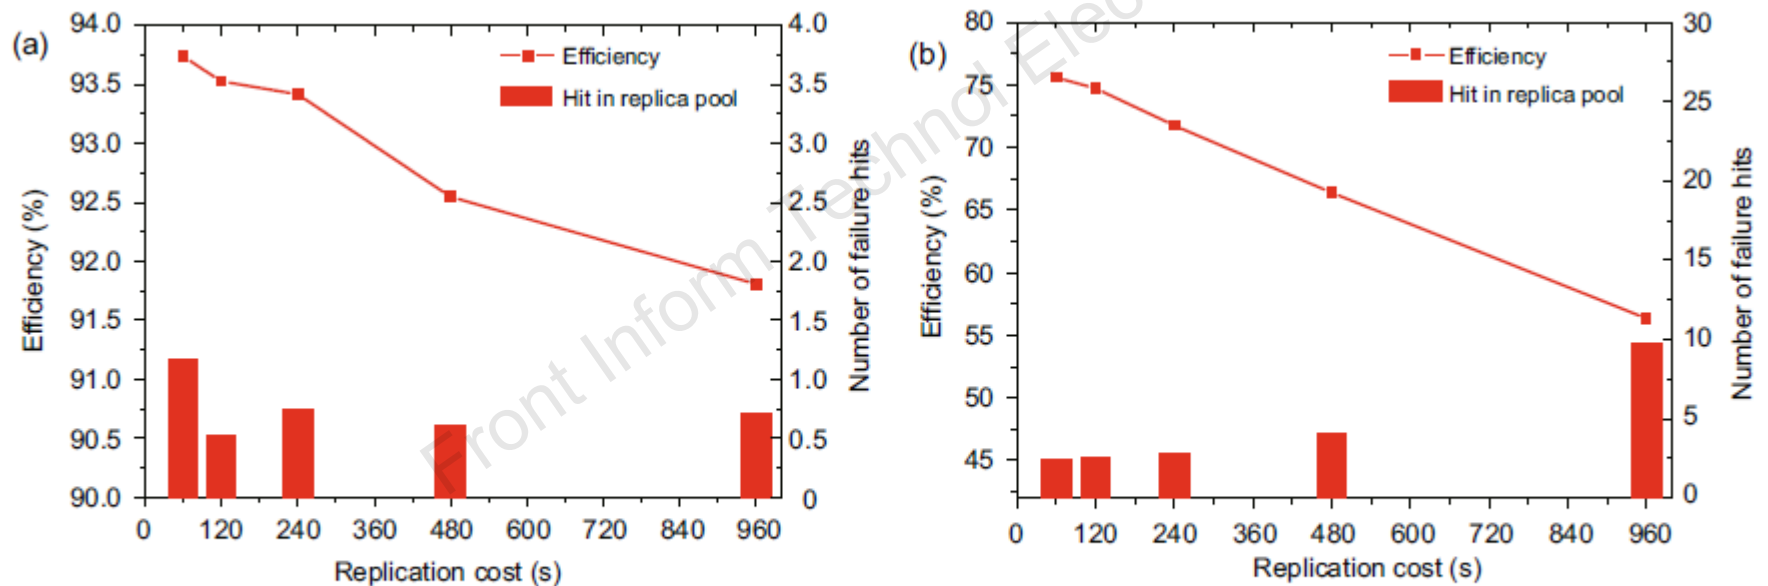 (a)
94.0
93.5
93.0
92.5
92.0
91.5
91.0
90.5
90.0
Efficiency (%)
Efficiency
Hit in replica pool
4.0
3.5
3.0
2.5
2.0
1.5
1.0
0.5
0
Number of failure hits
0 120 240 360 480 600 720 840 960
Replication cost (s)
(b)
80
75
70
65
60
55
50
45
Efficiency (%)
Efficiency
Hit in replica pool
30
25
20
15
10
5
0
Number of failure hits
0 120 240 360 480 600 720 840 960
Replication cost (s)
Front Inform Technol Elec